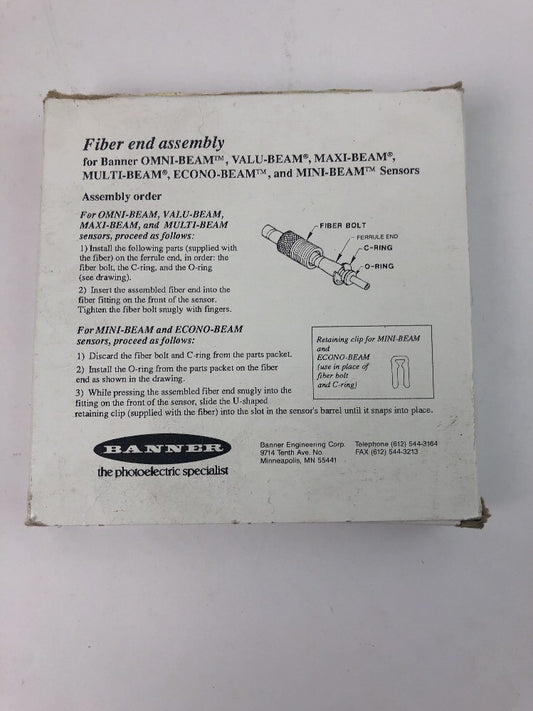 Fiber end assembly
for Banner OMNI-BEAM™, VALU-BEAM®, MAXI-BEAM®,
MULTI-BEAM®, ECONO-BEAM™, and MINI-BEAM™ Sensors
Assembly order
For OMNI-BEAM, VALU-BEAM,
MAXI-BEAM, and MULTI-BEAM
sensors, proceed as follows:
1) Install the following parts (supplied with
the fiber) on the ferrule end, in order: the
fiber bolt, the C-ring, and the O-ring
(see drawing).
2) Insert the assembled fiber end into the
fiber fitting on the front of the sensor.
Tighten the fiber bolt snugly with fingers.
FIBER BOLT
FERRULE END
C-RING
O-RING
For MINI-BEAM and ECONO-BEAM
sensors, proceed as follows:
1) Discard the fiber bolt and C-ring from the parts packet.
2) Install the O-ring from the parts packet on the fiber
end as shown in the drawing.
3) While pressing the assembled fiber end snugly into the
fitting on the front of the sensor, slide the U-shaped
retaining clip (supplied with the fiber) into the slot in the sensor's barrel until it snaps into place.
Retaining clip for MINI-BEAM
and
ECONO-BEAM
(use in place of
fiber bolt
and C-ring)
BANNER
the photoelectric specialist
Banner Engineering Corp.
9714 Tenth Ave. No.
Minneapolis, MN 55441
Telephone (612) 544-3164
FAX (612) 544-3213